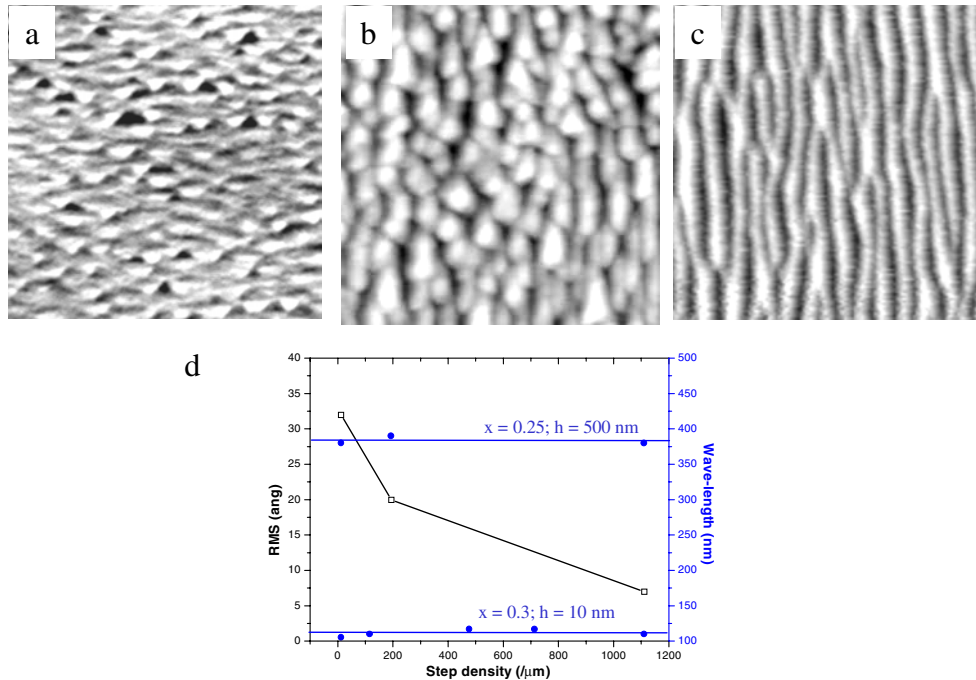 a
b
c
d
40
35
30
25
20
15
10
5
0
RMS (ang)
500
450
400
350
300
250
200
150
100
Wave-length (nm)
x = 0.25; h = 500 nm
x = 0.3; h = 10 nm
0 200 400 600 800 1000 1200
Step density (/μm)